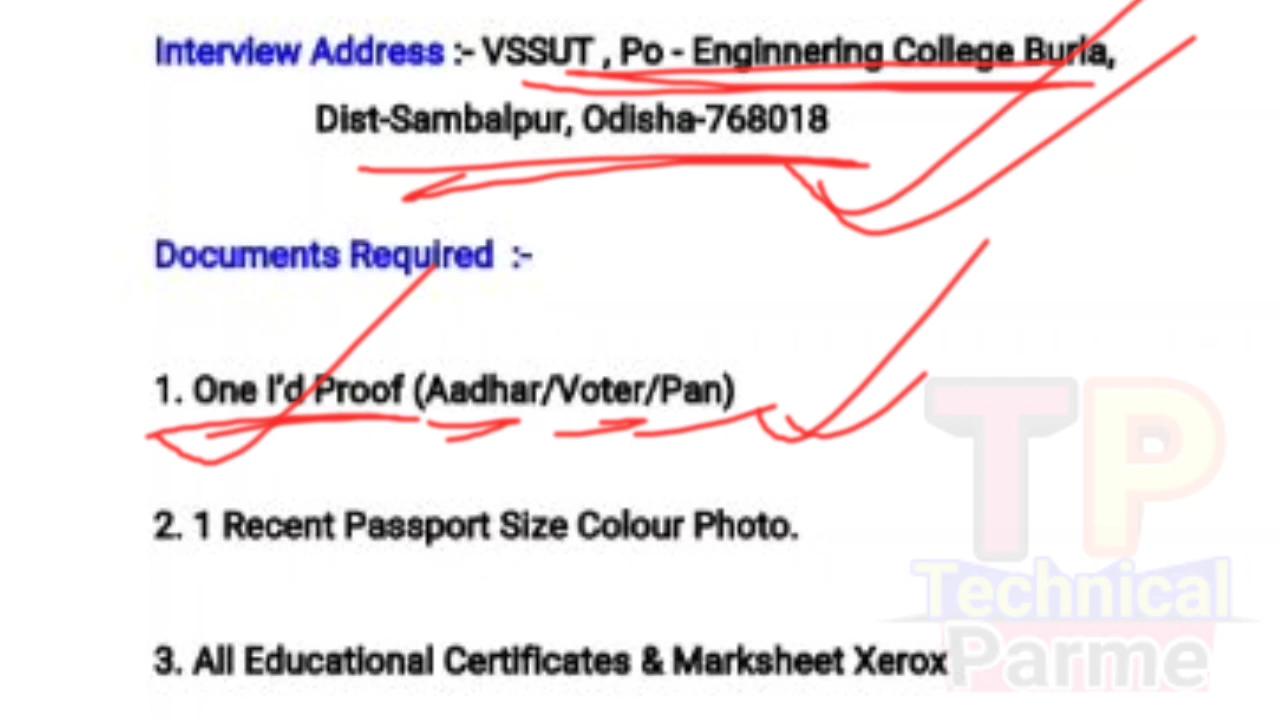 Interview Address :- VSSUT , Po - Enginnering College Burla,
Dist-Sambalpur, Odisha-768018
Documents Required :-
1. One I'd Proof (Aadhar/Voter/Pan)
2. 1 Recent Passport Size Colour Photo.
3. All Educational Certificates & Marksheet Xerox
TP
Technical
Parme